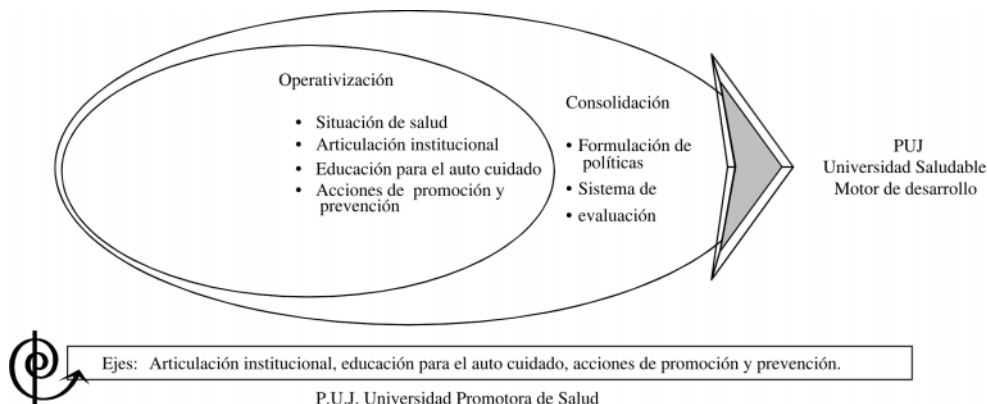 Operativización
• Situación de salud
• Articulación institucional
• Educación para el auto cuidado
• Acciones de promoción y
prevención
Consolidación
• Formulación de
políticas
• Sistema de
• evaluación
PUJ
Universidad Saludable
Motor de desarrollo
Ejes: Articulación institucional, educación para el auto cuidado, acciones de promoción y prevención.
P.U.J. Universidad Promotora de Salud